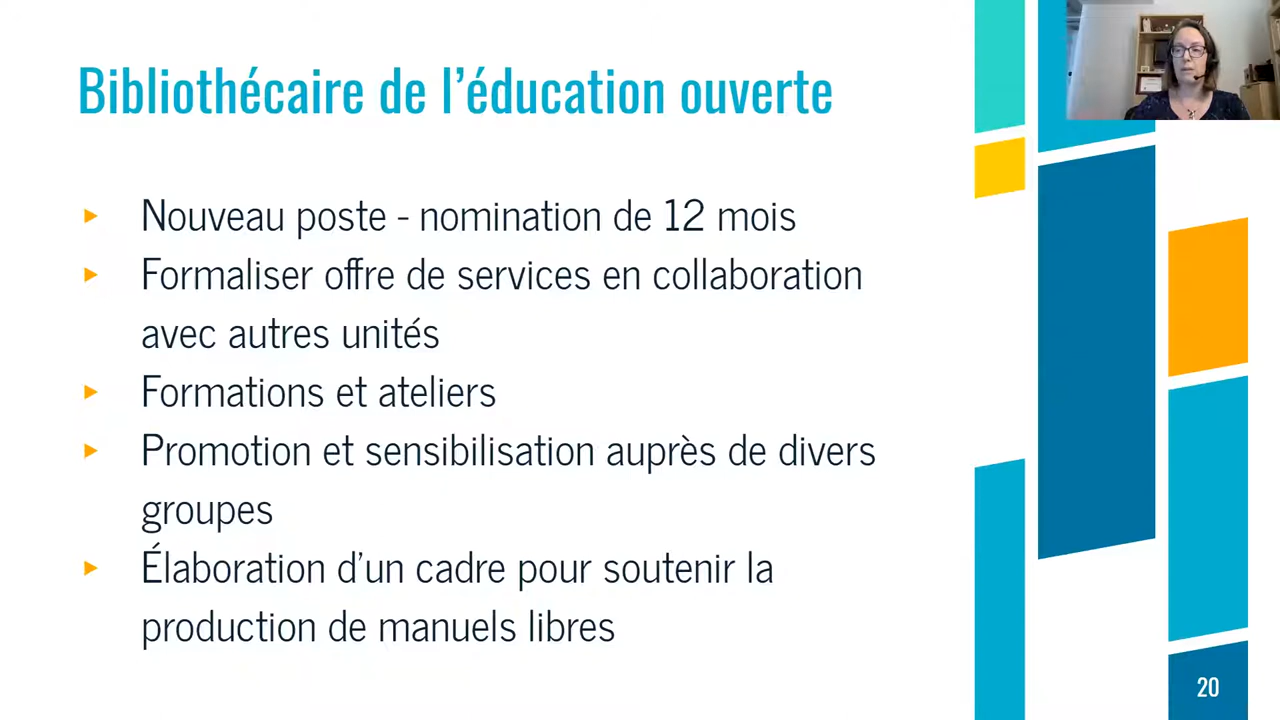 Bibliothécaire de l’éducation ouverte
Nouveau poste - nomination de 12 mois
Formaliser offre de services en collaboration
avec autres unités
Formations et ateliers
Promotion et sensibilisation auprès de divers
groupes
Élaboration d’un cadre pour soutenir la
production de manuels libres
20